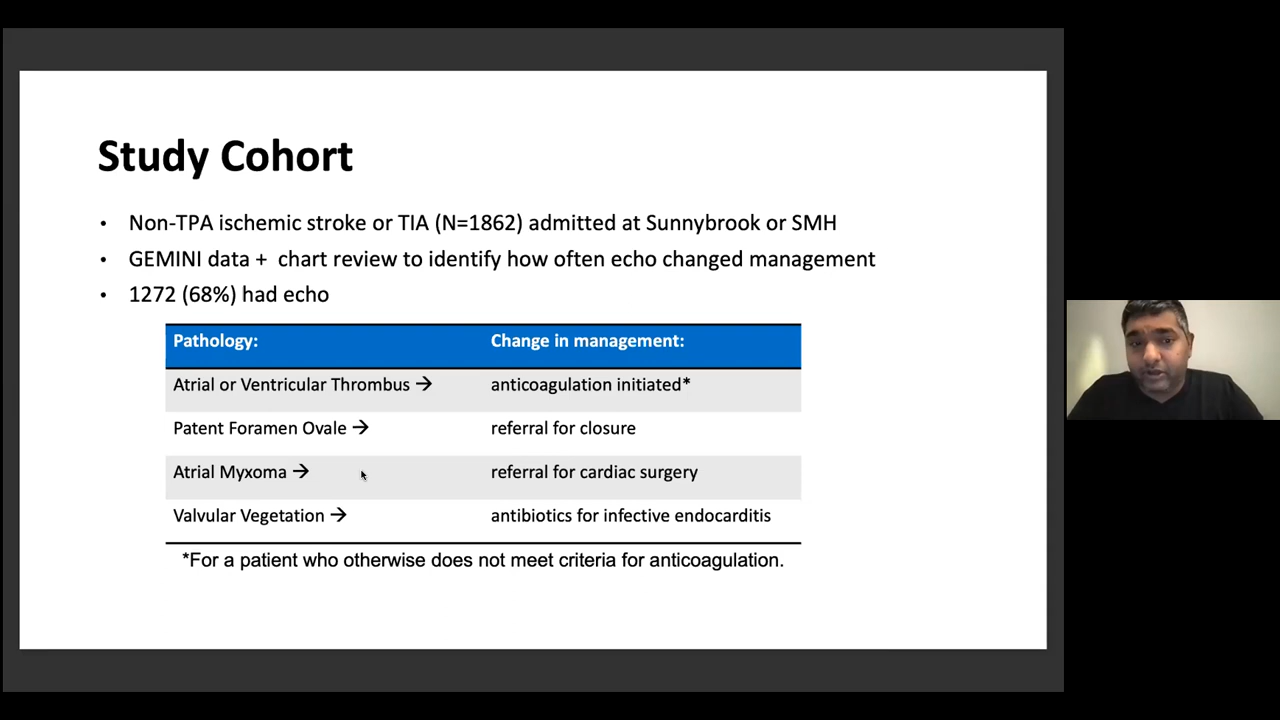 Study Cohort
• Non-TPA ischemic stroke or TIA (N=1862) admitted at Sunnybrook or SMH
• GEMINI data + chart review to identify how often echo changed management
• 1272 (68%) had echo
Pathology: Change in management:
Atrial or Ventricular Thrombus → anticoagulation initiated*
Patent Foramen Ovale → referral for closure
Atrial Myxoma → referral for cardiac surgery
Valvular Vegetation → antibiotics for infective endocarditis
*For a patient who otherwise does not meet criteria for anticoagulation.